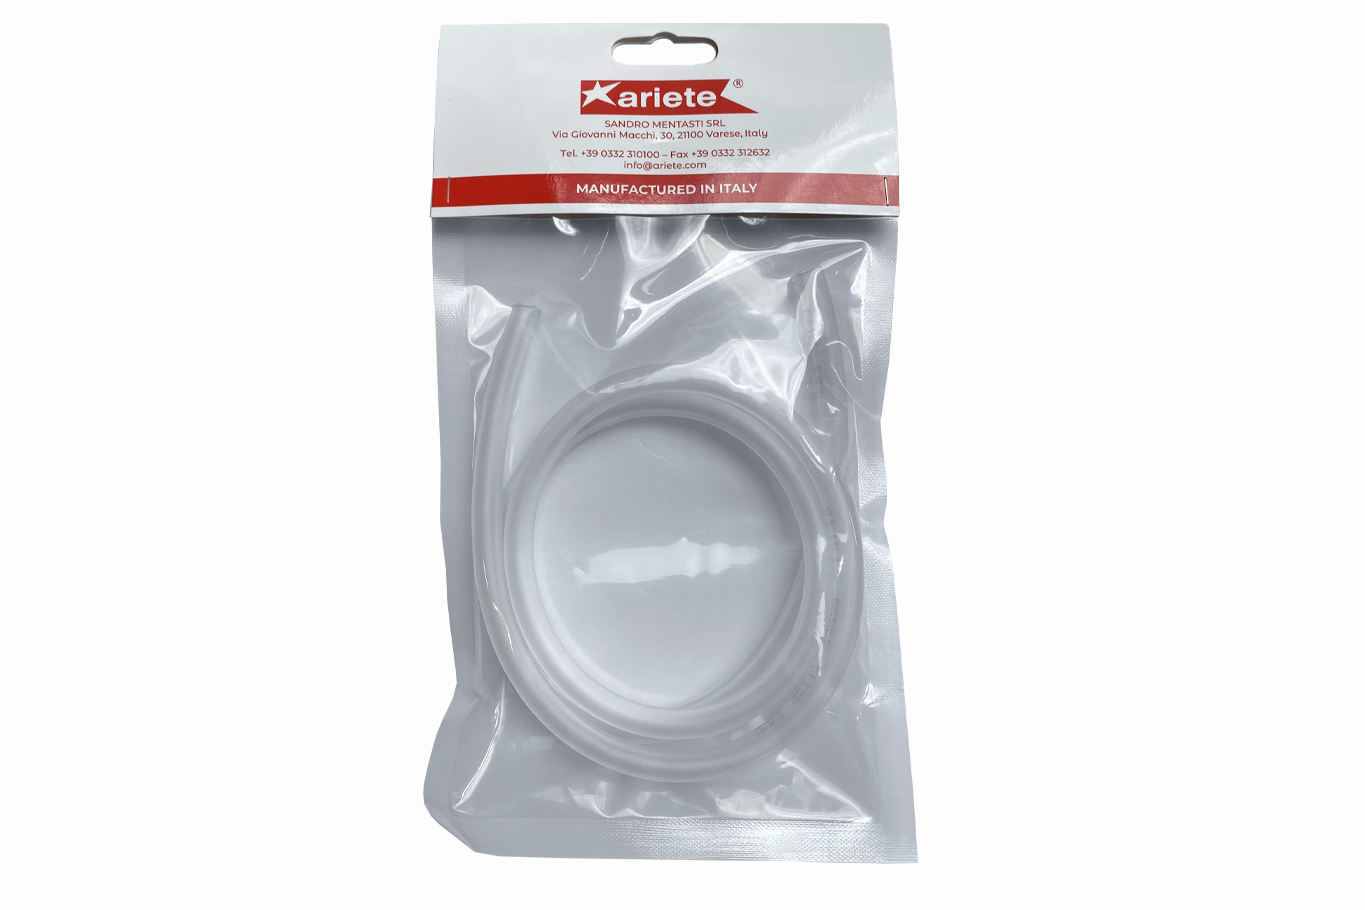 ariete®
SANDRO MENTASTI SRL
Via Giovanni Macchi, 30, 21100 Varese, Italy
Tel. +39 0332 310100 – Fax +39 0332 312632
info@ariete.com
MANUFACTURED IN ITALY